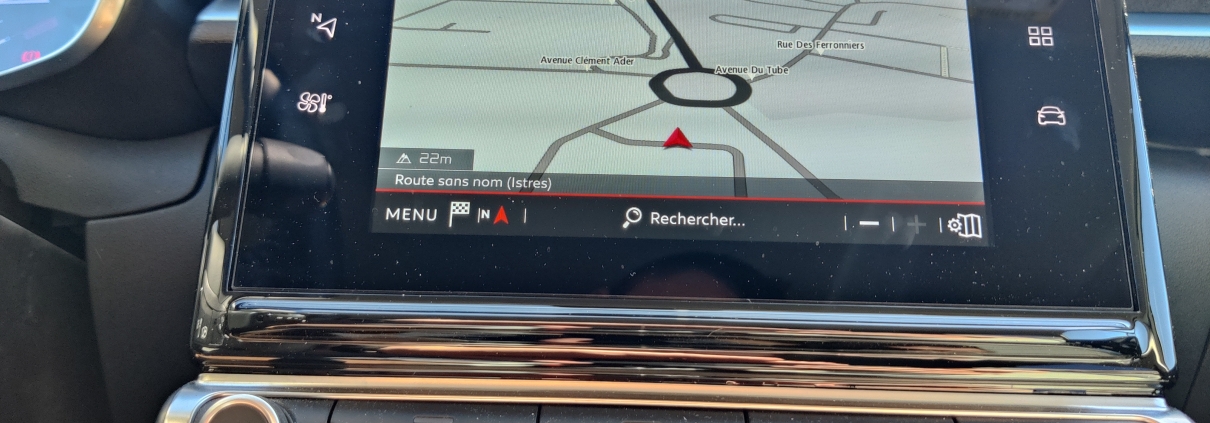 N
Rue Des Ferronniers
Avenue Clément Ader
Avenue Du Tube
22m
Route sans nom (Istres)
MENU N Rechercher...